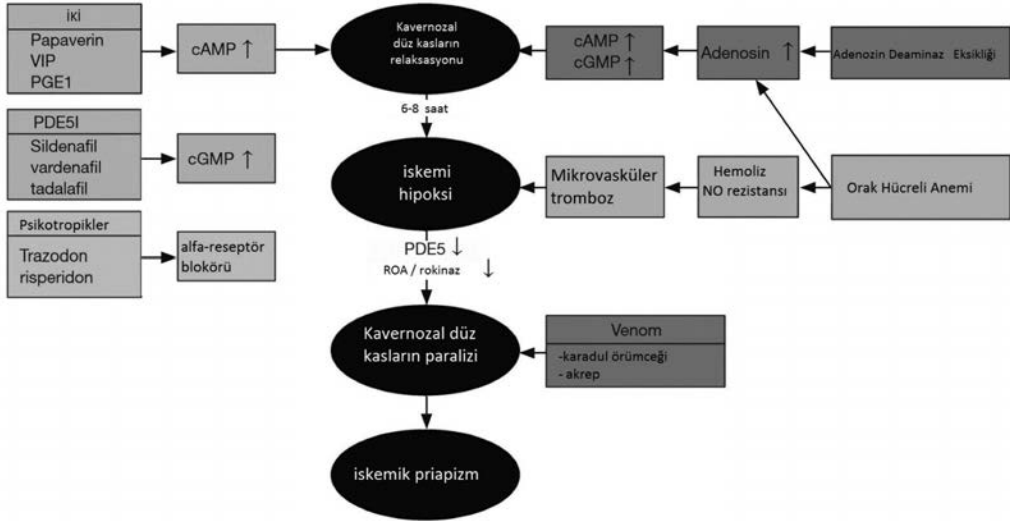 İKİ
Papaverin
VIP
PGE1
cAMP ↑
Kavernozal
düz kasların
relaksasyonu
cAMP ↑
cGMP ↑
Adenosin ↑
Adenozin Deaminaz Eksikliği
6-8 saat
PDE5I
Sildenafil
vardenafil
tadalafil
cGMP ↑
iskemi
hipoksi
Mikrovasküler
tromboz
Hemoliz
NO rezistansı
Orak Hücreli Anemi
Psikotropikler
Trazodon
risperidon
alfa-reseptör
blokörü
PDE5 ↓
ROA / rokinaz ↓
Kavernozal düz
kasların paralizi
Venom
-karadul örümceği
- akrep
iskemik priapizm